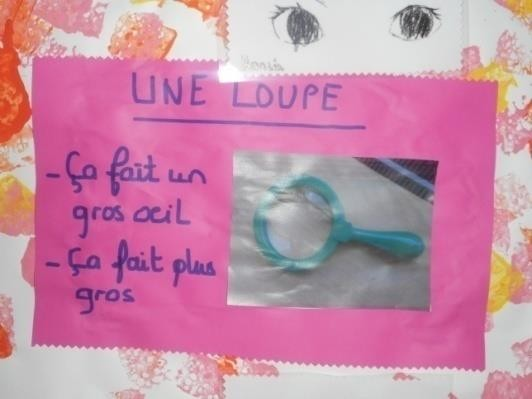 UNE LOUPE
- Ça fait un
gros oeil
- Ça fait plus
gros